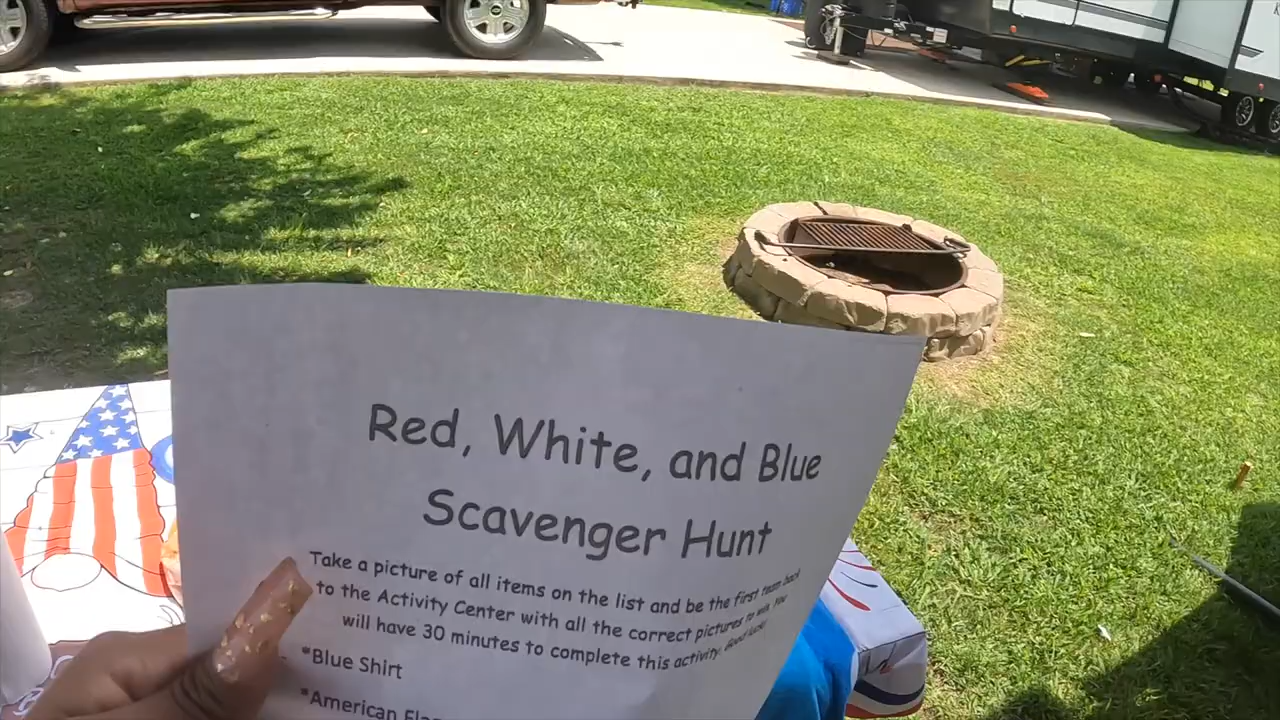 Red, White, and Blue
Scavenger Hunt
Take a picture of all items on the list and be the first team back
to the Activity Center with all the correct pictures to win. You
will have 30 minutes to complete this activity. Good luck!
*Blue Shirt
*American Flag